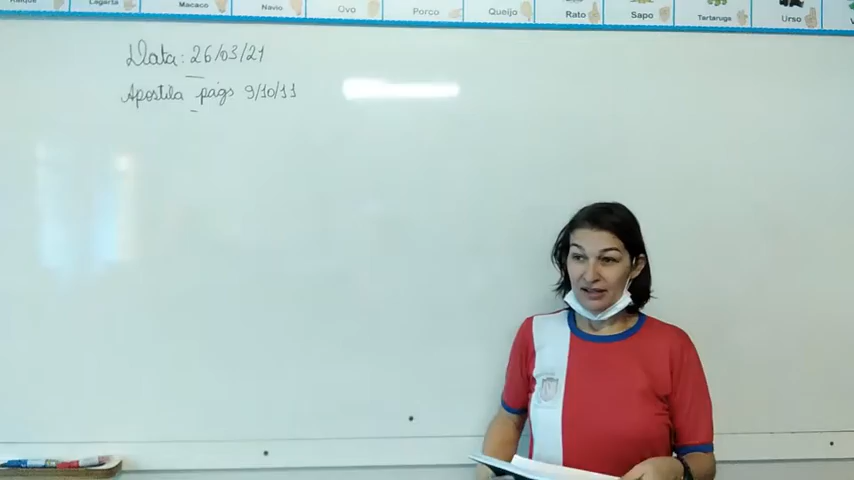 Lagarta Macaco Navio Ovo Porco Queijo Rato Sapo Tartaruga Urso
Data: 26/03/21
Apostila págs 9/10/11